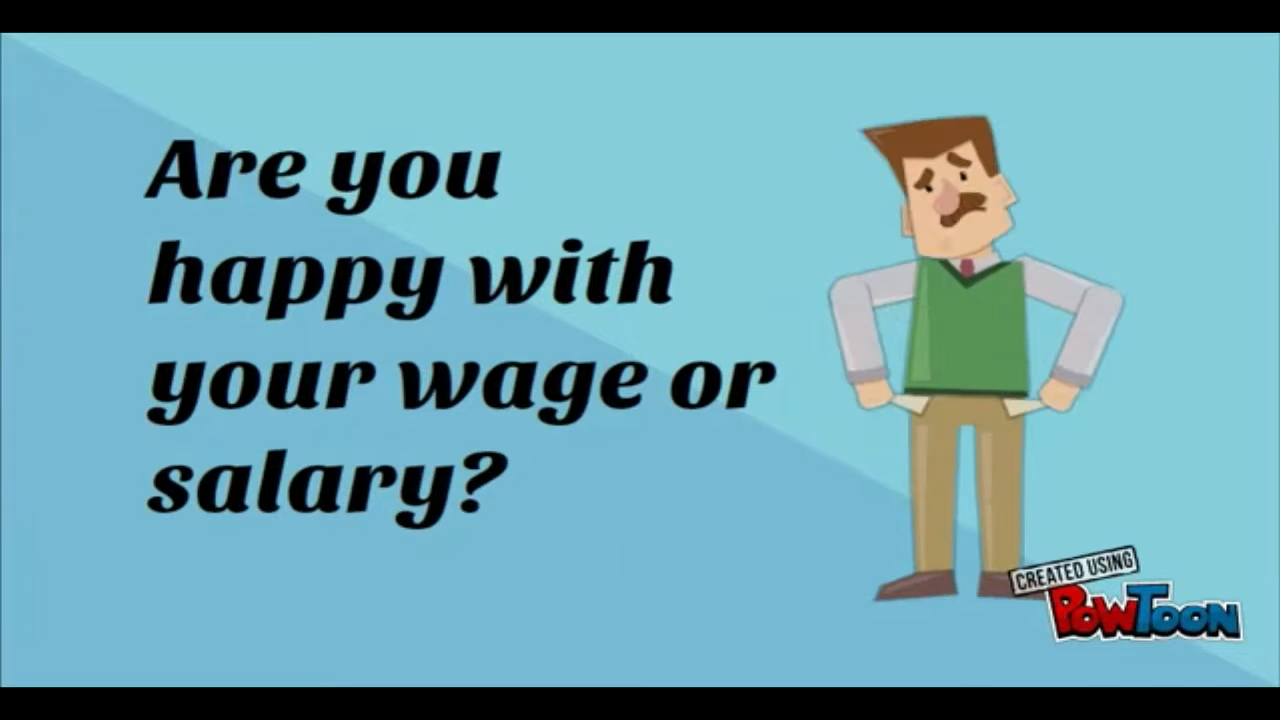 Are you
happy with
your wage or
salary?
CREATED USING
POWTOON